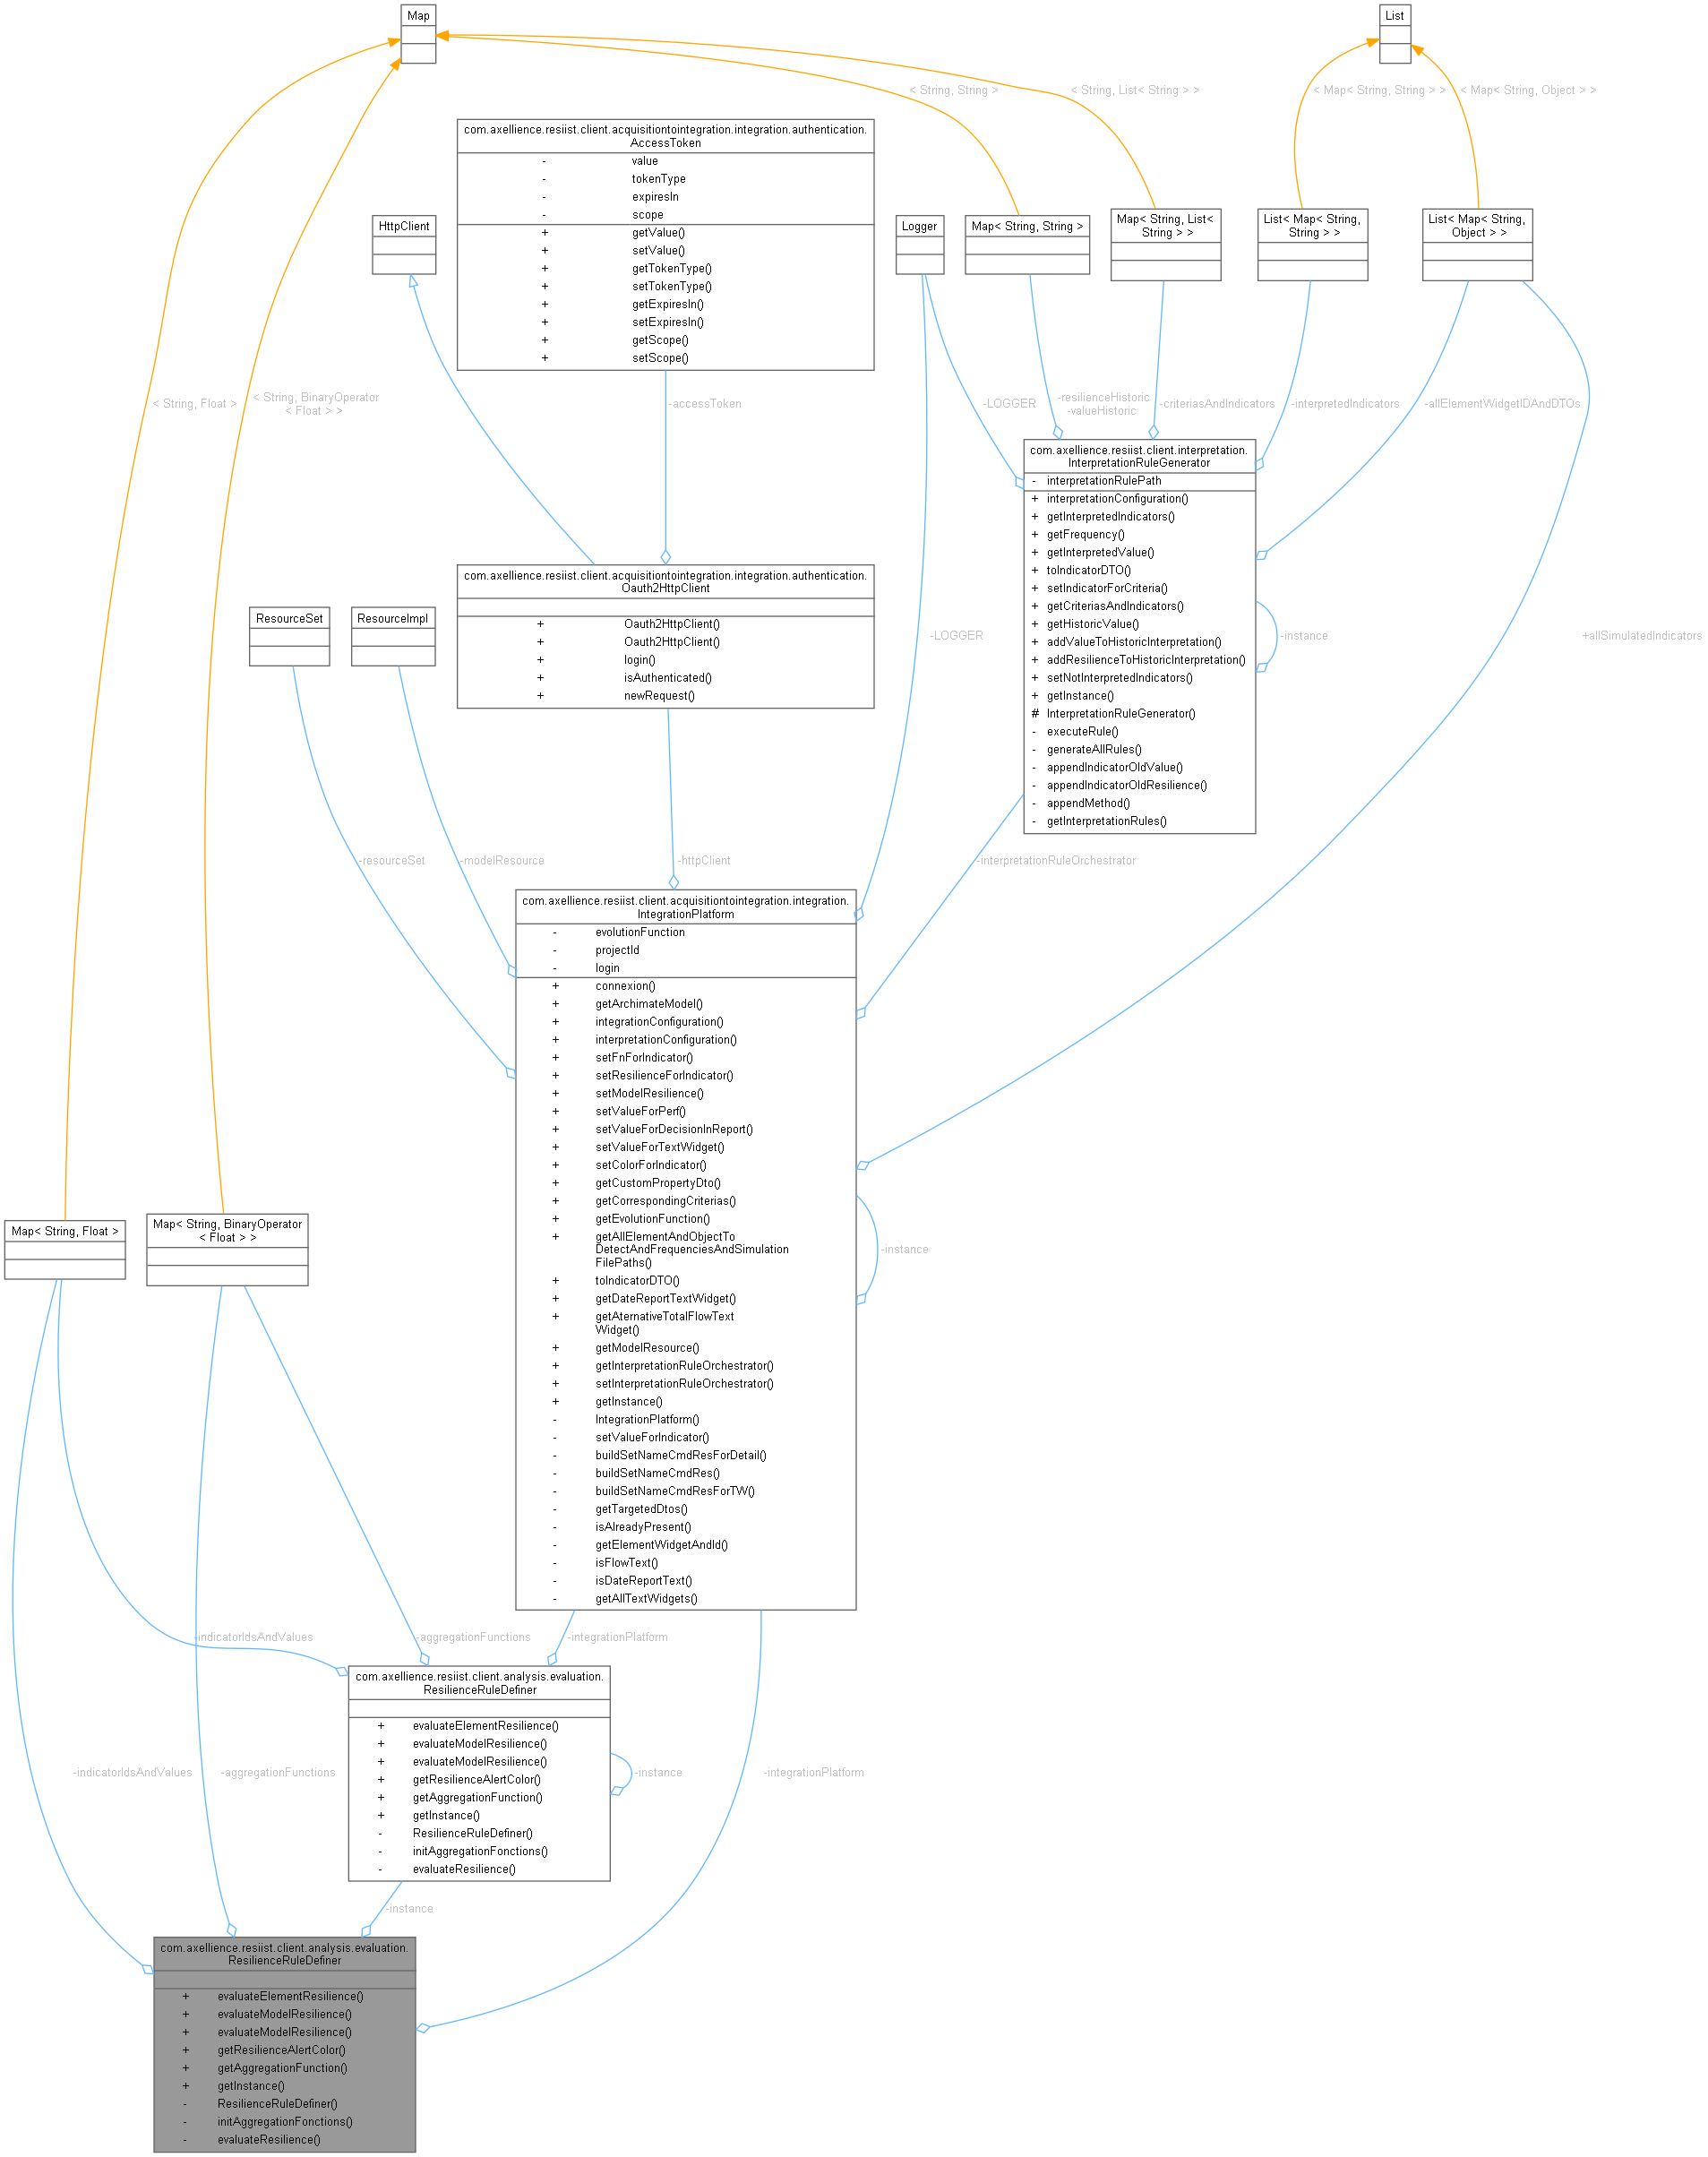 Map
List
< String, String >
< String, List< String > >
< Map< String, String > >
< Map< String, Object > >
com.axellience.resiist.client.acquisitiontointegration.integration.authentication.
AccessToken
- value
- tokenType
- expiresIn
- scope
+ getValue()
+ setValue()
+ getTokenType()
+ setTokenType()
+ getExpiresIn()
+ setExpiresIn()
+ getScope()
+ setScope()
HttpClient
Logger
Map< String, String >
Map< String, List<
String > >
List< Map< String,
String > >
List< Map< String,
Object > >
< String, Float >
< String, BinaryOperator
< Float > >
-accessToken
-LOGGER
-resilienceHistoric
-valueHistoric
-criteriasAndIndicators
-interpretedIndicators
-allElementWidgetIDAndDTOs
com.axellience.resiist.client.interpretation.
InterpretationRuleGenerator
- interpretationRulePath
+ interpretationConfiguration()
+ getInterpretedIndicators()
+ getFrequency()
+ getInterpretedValue()
+ toIndicatorDTO()
+ setIndicatorForCriteria()
+ getCriteriasAndIndicators()
+ getHistoricValue()
+ addValueToHistoricInterpretation()
+ addResilienceToHistoricInterpretation()
+ setNotInterpretedIndicators()
+ getInstance()
# InterpretationRuleGenerator()
- executeRule()
- generateAllRules()
- appendIndicatorOldValue()
- appendIndicatorOldResilience()
- appendMethod()
- getInterpretationRules()
-instance
+allSimulatedIndicators
com.axellience.resiist.client.acquisitiontointegration.integration.authentication.
Oauth2HttpClient
+ Oauth2HttpClient()
+ Oauth2HttpClient()
+ login()
+ isAuthenticated()
+ newRequest()
ResourceSet
ResourceImpl
-LOGGER
-resourceSet
-modelResource
-httpClient
-interpretationRuleOrchestrator
com.axellience.resiist.client.acquisitiontointegration.integration.
IntegrationPlatform
- evolutionFunction
- projectId
- login
+ connexion()
+ getArchimateModel()
+ integrationConfiguration()
+ interpretationConfiguration()
+ setFnForIndicator()
+ setResilienceForIndicator()
+ setModelResilience()
+ setValueForPerf()
+ setValueForDecisionInReport()
+ setValueForTextWidget()
+ setColorForIndicator()
+ getCustomPropertyDto()
+ getCorrespondingCriterias()
+ getEvolutionFunction()
+ getAllElementAndObjectTo
DetectAndFrequenciesAndSimulation
FilePaths()
+ toIndicatorDTO()
+ getDateReportTextWidget()
+ getAternativeTotalFlowText
Widget()
+ getModelResource()
+ getInterpretationRuleOrchestrator()
+ setInterpretationRuleOrchestrator()
+ getInstance()
- IntegrationPlatform()
- setValueForIndicator()
- buildSetNameCmdResForDetail()
- buildSetNameCmdRes()
- buildSetNameCmdResForTW()
- getTargetedDtos()
- isAlreadyPresent()
- getElementWidgetAndId()
- isFlowText()
- isDateReportText()
- getAllTextWidgets()
-instance
Map< String, Float >
Map< String, BinaryOperator
< Float > >
-indicatorIdsAndValues
-aggregationFunctions
-integrationPlatform
com.axellience.resiist.client.analysis.evaluation.
ResilienceRuleDefiner
+ evaluateElementResilience()
+ evaluateModelResilience()
+ evaluateModelResilience()
+ getResilienceAlertColor()
+ getAggregationFunction()
+ getInstance()
- ResilienceRuleDefiner()
- initAggregationFonctions()
- evaluateResilience()
-instance
-indicatorIdsAndValues
-aggregationFunctions
-integrationPlatform
-instance
com.axellience.resiist.client.analysis.evaluation.
ResilienceRuleDefiner
+ evaluateElementResilience()
+ evaluateModelResilience()
+ evaluateModelResilience()
+ getResilienceAlertColor()
+ getAggregationFunction()
+ getInstance()
- ResilienceRuleDefiner()
- initAggregationFonctions()
- evaluateResilience()